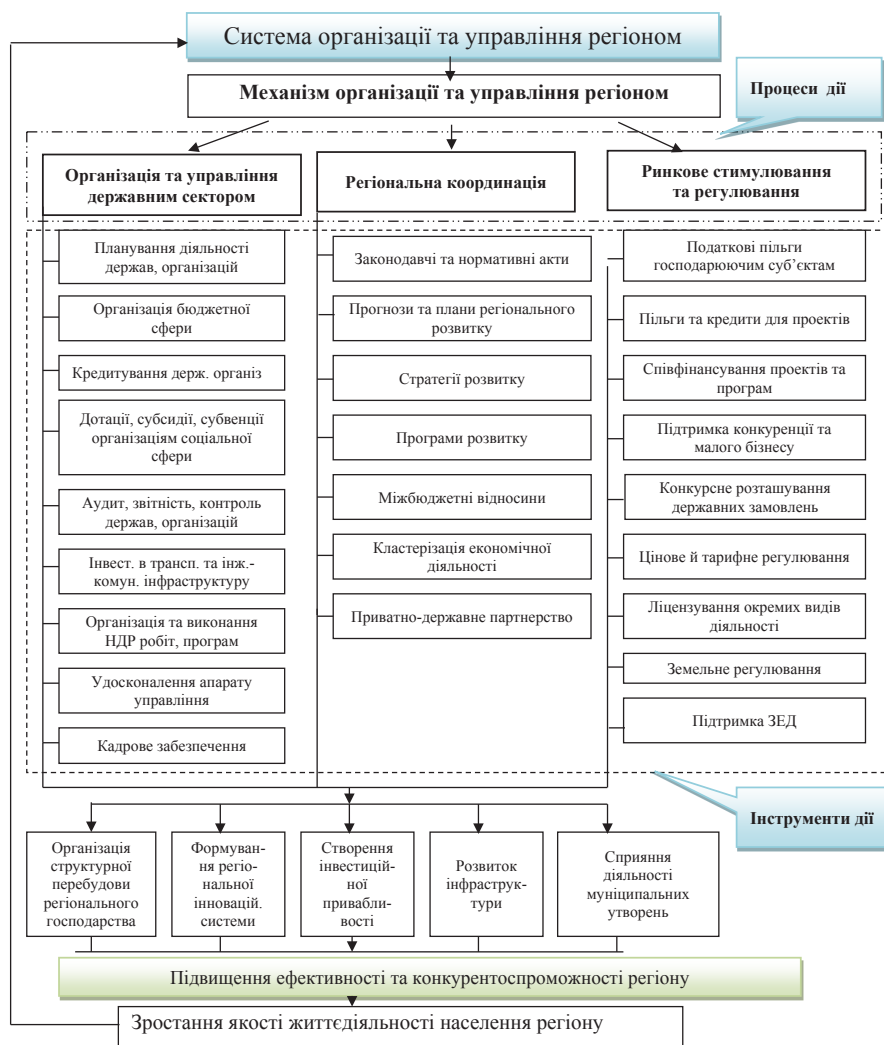 Система організації та управління регіоном
Механізм організації та управління регіоном
Процеси дії
Організація та управління
державним сектором
Регіональна координація
Ринкове стимулювання
та регулювання
Планування діяльності
держав, організацій
Організація бюджетної
сфери
Кредитування держ. організ
Дотації, субсидії, субвенції
організаціям соціальної
сфери
Аудит, звітність, контроль
держав, організацій
Інвест. в трансп. та інж.-
комун. інфраструктуру
Організація та виконання
НДР робіт, програм
Удосконалення апарату
управління
Кадрове забезпечення
Законодавчі та нормативні акти
Прогнози та плани регіонального
розвитку
Стратегії розвитку
Програми розвитку
Міжбюджетні відносини
Кластерізація економічної
діяльності
Приватно-державне партнерство
Податкові пільги
господарюючим суб’єктам
Пільги та кредити для проектів
Співфінансування проектів та
програм
Підтримка конкуренції та
малого бізнесу
Конкурсне розташування
державних замовлень
Цінове й тарифне регулювання
Ліцензування окремих видів
діяльності
Земельне регулювання
Підтримка ЗЕД
Інструменти дії
Організація
структурної
перебудови
регіонального
господарства
Формуван-
ня регіо-
нальної
інновацій.
системи
Створення
інвестицій-
ної
привабли-
вості
Розвиток
інфраструк-
тури
Сприяння
діяльності
муніципальних
утворень
Підвищення ефективності та конкурентоспроможності регіону
Зростання якості життєдіяльності населення регіону